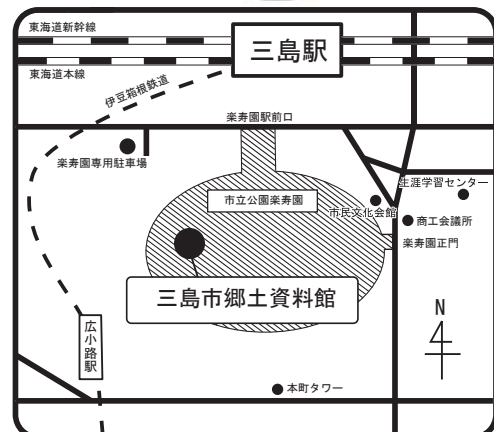 東海道新幹線
三島駅
東海道本線
伊豆箱根鉄道
楽寿園駅前口
楽寿園専用駐車場
生涯学習センター
市立公園楽寿園
市民文化会館
商工会議所
楽寿園正門
三島市郷土資料館
N
広小路駅
本町タワー